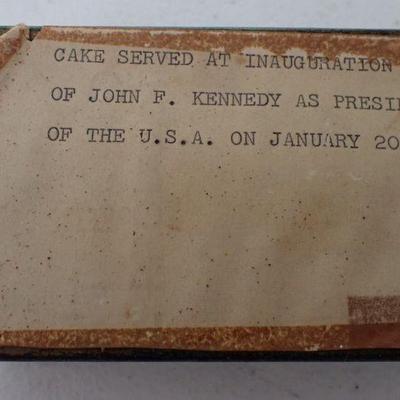 CAKE SERVED AT INAUGURATION
OF JOHN F. KENNEDY AS PRESI
OF THE U.S.A. ON JANUARY 20